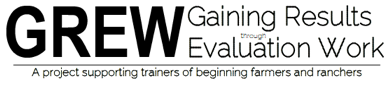 GREW Gaining Results
through
Evaluation Work
A project supporting trainers of beginning farmers and ranchers